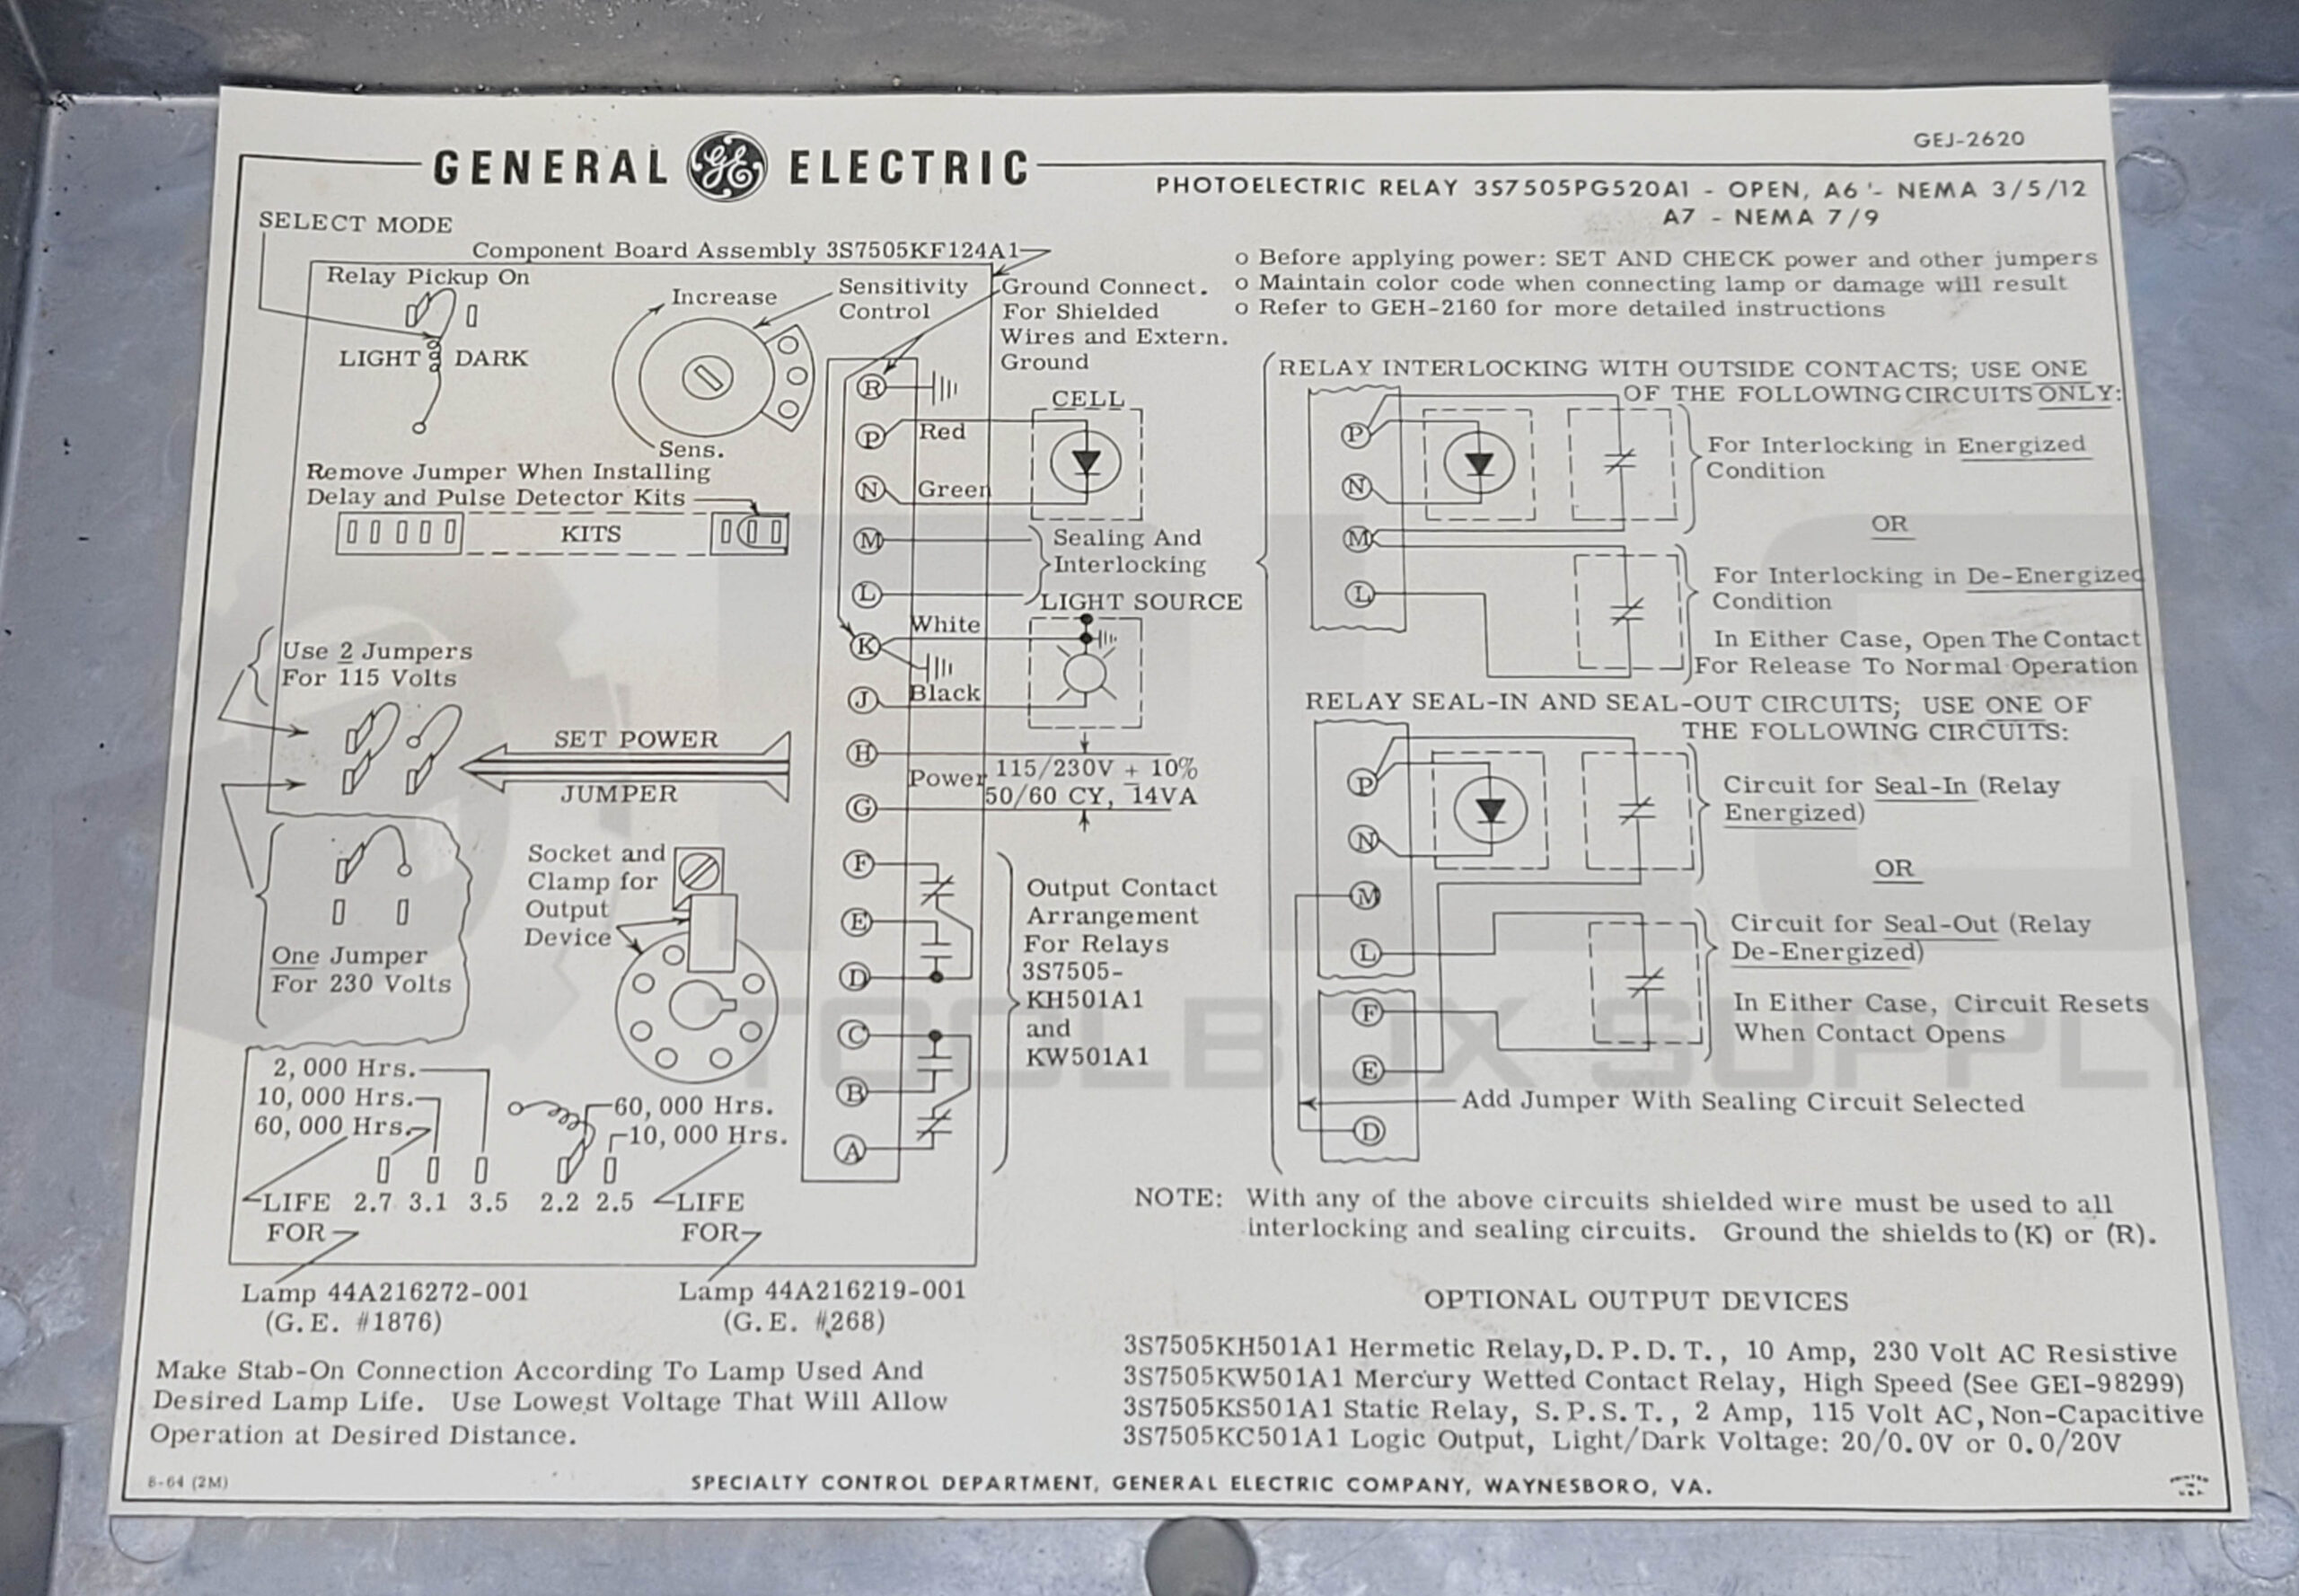 GEJ-2620
GENERAL GE ELECTRIC
PHOTOELECTRIC RELAY 3S7505PG520A1 - OPEN, A6 - NEMA 3/5/12
A7 - NEMA 7/9
SELECT MODE
Component Board Assembly 3S7505KF124A1
Relay Pickup On
LIGHT DARK
Increase
Sens.
Sensitivity
Control
Ground Connect.
For Shielded
Wires and Extern.
Ground
o Before applying power: SET AND CHECK power and other jumpers
o Maintain color code when connecting lamp or damage will result
o Refer to GEH-2160 for more detailed instructions
Remove Jumper When Installing
Delay and Pulse Detector Kits
KITS
Use 2 Jumpers
For 115 Volts
SET POWER
JUMPER
One Jumper
For 230 Volts
Socket and
Clamp for
Output
Device
2,000 Hrs.
10,000 Hrs.
60,000 Hrs.
60,000 Hrs.
10,000 Hrs.
LIFE 2.7 3.1 3.5 2.2 2.5 LIFE
FOR FOR
Lamp 44A216272-001
(G.E. #1876)
Lamp 44A216219-001
(G.E. #268)
Make Stab-On Connection According To Lamp Used And
Desired Lamp Life. Use Lowest Voltage That Will Allow
Operation at Desired Distance.
R
P Red
N Green
CELL
M
L
Sealing And
Interlocking
LIGHT SOURCE
White
K
J Black
H
Power 115/230V + 10%
50/60 CY, 14VA
G
F
E
D
C
B
A
Output Contact
Arrangement
For Relays
3S7505-
KH501A1
and
KW501A1
RELAY INTERLOCKING WITH OUTSIDE CONTACTS; USE ONE
OF THE FOLLOWING CIRCUITS ONLY:
P
N
M
L
For Interlocking in Energized
Condition
OR
For Interlocking in De-Energized
Condition
In Either Case, Open The Contact
For Release To Normal Operation
RELAY SEAL-IN AND SEAL-OUT CIRCUITS; USE ONE OF
THE FOLLOWING CIRCUITS:
P
N
M
L
F
E
D
Circuit for Seal-In (Relay
Energized)
OR
Circuit for Seal-Out (Relay
De-Energized)
In Either Case, Circuit Resets
When Contact Opens
Add Jumper With Sealing Circuit Selected
NOTE: With any of the above circuits shielded wire must be used to all
interlocking and sealing circuits. Ground the shields to (K) or (R).
OPTIONAL OUTPUT DEVICES
3S7505KH501A1 Hermetic Relay, D.P.D.T., 10 Amp, 230 Volt AC Resistive
3S7505KW501A1 Mercury Wetted Contact Relay, High Speed (See GEI-98299)
3S7505KS501A1 Static Relay, S.P.S.T., 2 Amp, 115 Volt AC, Non-Capacitive
3S7505KC501A1 Logic Output, Light/Dark Voltage: 20/0.0V or 0.0/20V
8-64 (2M)
SPECIALTY CONTROL DEPARTMENT, GENERAL ELECTRIC COMPANY, WAYNESBORO, VA.
PRINTED
IN
U.S.A.
TOOLBOX SUPPLY